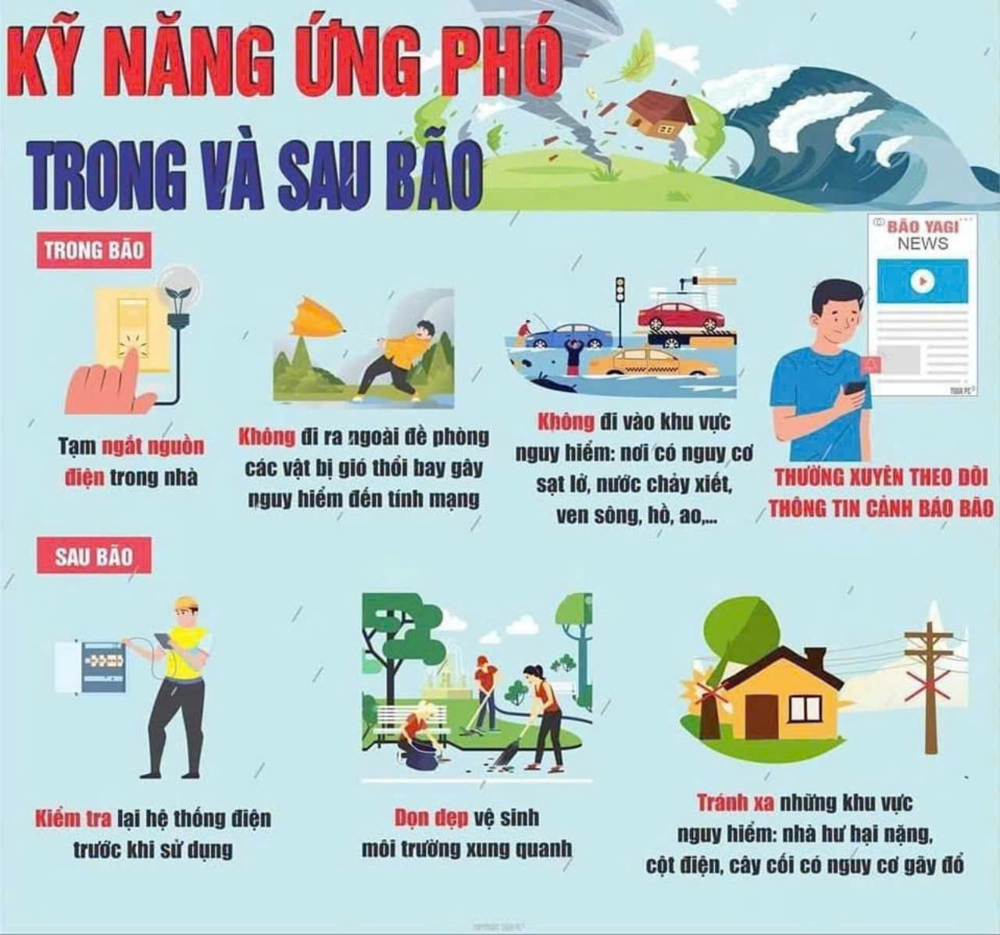 KỸ NĂNG ỨNG PHÓ
TRONG VÀ SAU BÃO
TRONG BÃO
BÃO YAGI
NEWS
Tạm ngắt nguồn
điện trong nhà
Không đi ra ngoài đề phòng
các vật bị gió thổi bay gây
nguy hiểm đến tính mạng
Không đi vào khu vực
nguy hiểm: nơi có nguy cơ
sạt lở, nước chảy xiết,
ven sông, hồ, ao,...
THƯỜNG XUYÊN THEO DÕI
THÔNG TIN CẢNH BÁO BÃO
SAU BÃO
Kiểm tra lại hệ thống điện
trước khi sử dụng
Dọn dẹp vệ sinh
môi trường xung quanh
Tránh xa những khu vực
nguy hiểm: nhà hư hại nặng,
cột điện, cây cối có nguy cơ gãy đổ